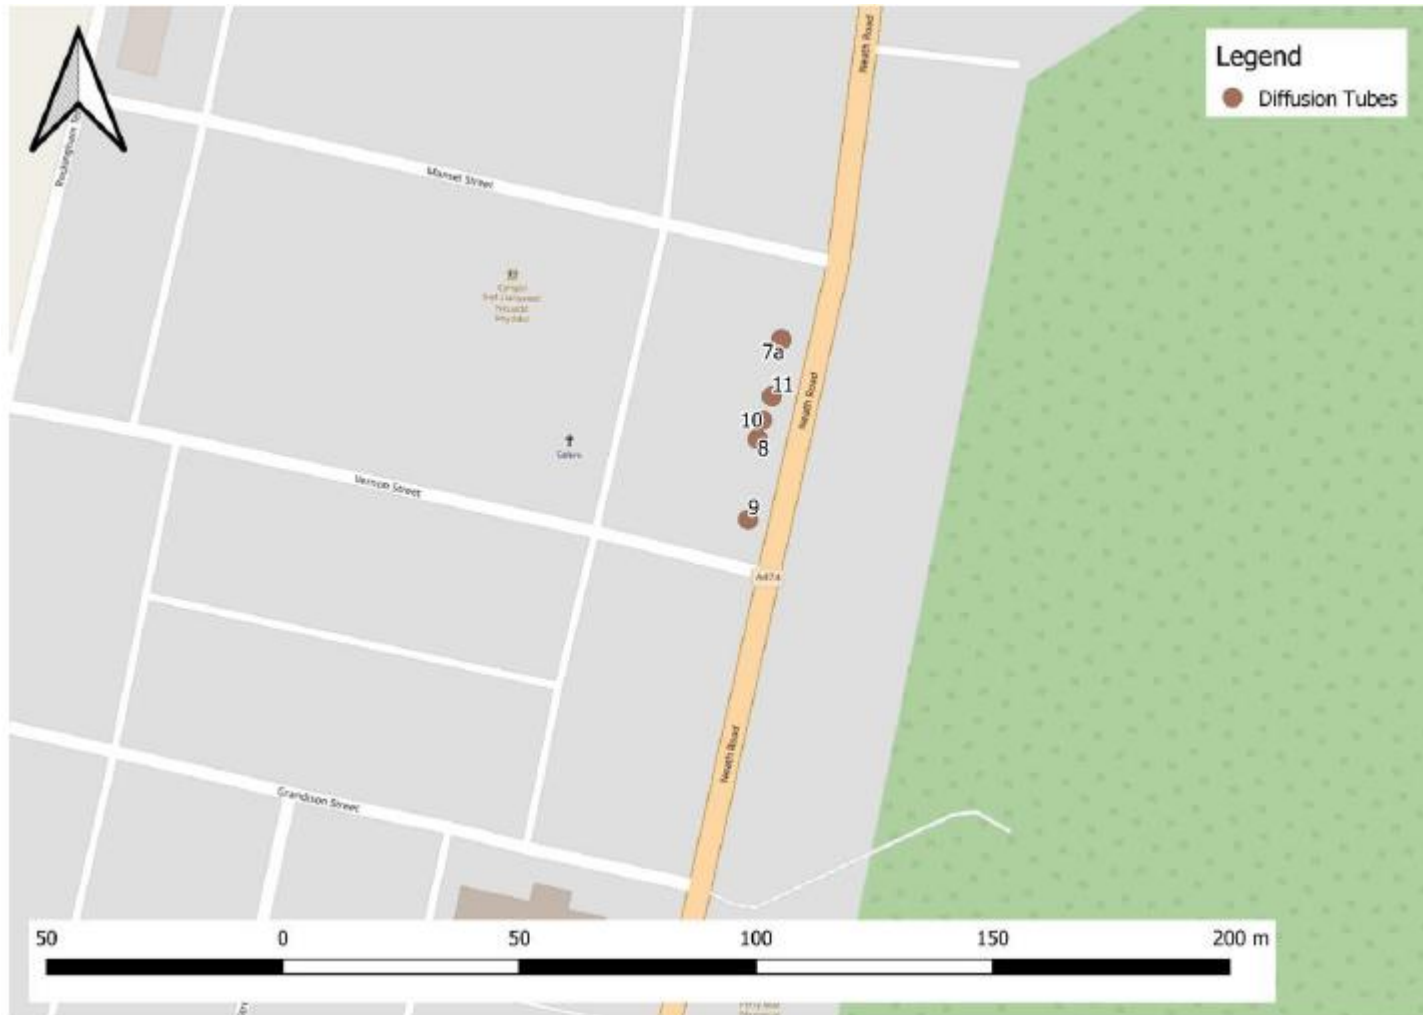 Neath Road
Legend
Diffusion Tubes
Mansel Street
7a
11
Neath Road
10
8
Salem
Vernon Street
9
A474
Neath Road
Grandison Street
50 0 50 100 150 200 m